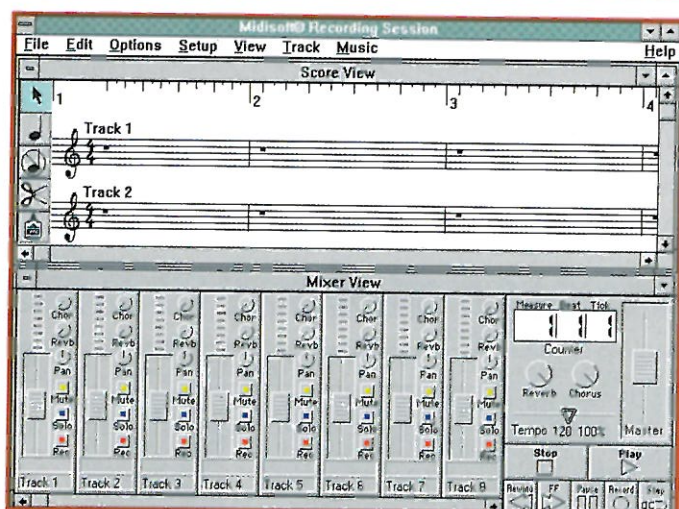 Midisoft® Recording Session
File Edit Options Setup View Track Music Help
Score View
1 2 3 4
Track 1
4 4
Track 2
4 4
Mixer View
Chor Chor Chor Chor Chor Chor Chor Chor
Revb Revb Revb Revb Revb Revb Revb Revb
Pan Pan Pan Pan Pan Pan Pan Pan
Mute Mute Mute Mute Mute Mute Mute Mute
Solo Solo Solo Solo Solo Solo Solo Solo
Rec Rec Rec Rec Rec Rec Rec Rec
Track 1 Track 2 Track 3 Track 4 Track 5 Track 6 Track 7 Track 8
Measure Beat Tick
1 1 1
Counter
Reverb Chorus
Tempo 120 100% Master
Stop Play
Rewind FF Pause Record Step